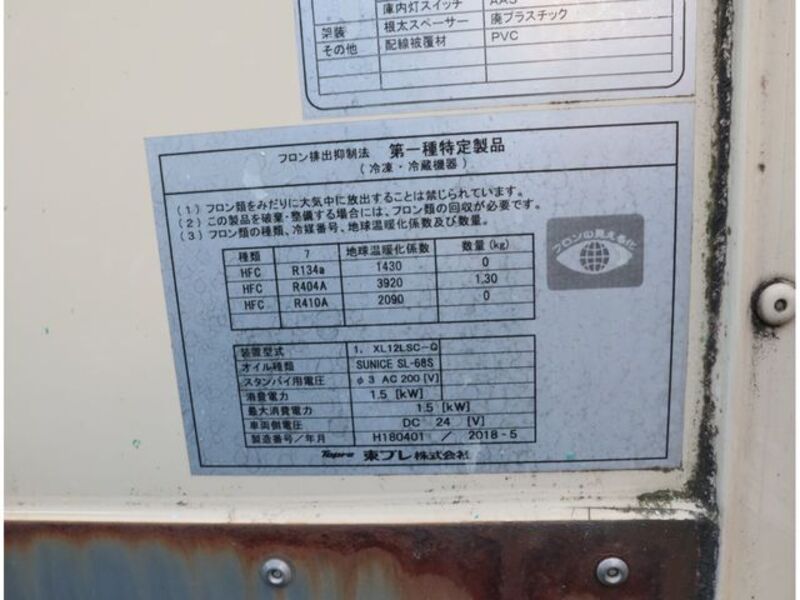 庫内灯スイッチ
架装 根太スペーサー 廃プラスチック
その他 配線被覆材 PVC
フロン排出抑制法 第一種特定製品
(冷凍・冷蔵機器)
(1) フロン類をみだりに大気中に放出することは禁じられています。
(2) この製品を破棄・整備する場合には、フロン類の回収が必要です。
(3) フロン類の種類、冷媒番号、地球温暖化係数及び数量。
フロンの見える化
種類 7 地球温暖化係数 数量(kg)
HFC R134a 1430 0
HFC R404A 3920 1.30
HFC R410A 2090 0
装置型式 1. XL12LSC-Q
オイル種類 SUNICE SL-68S
スタンバイ用電圧 φ3 AC 200 [V]
消費電力 1.5 [kW]
最大消費電力 1.5 [kW]
車両側電圧 DC 24 [V]
製造番号/年月 H180401 / 2018-5
Topre 東プレ株式会社